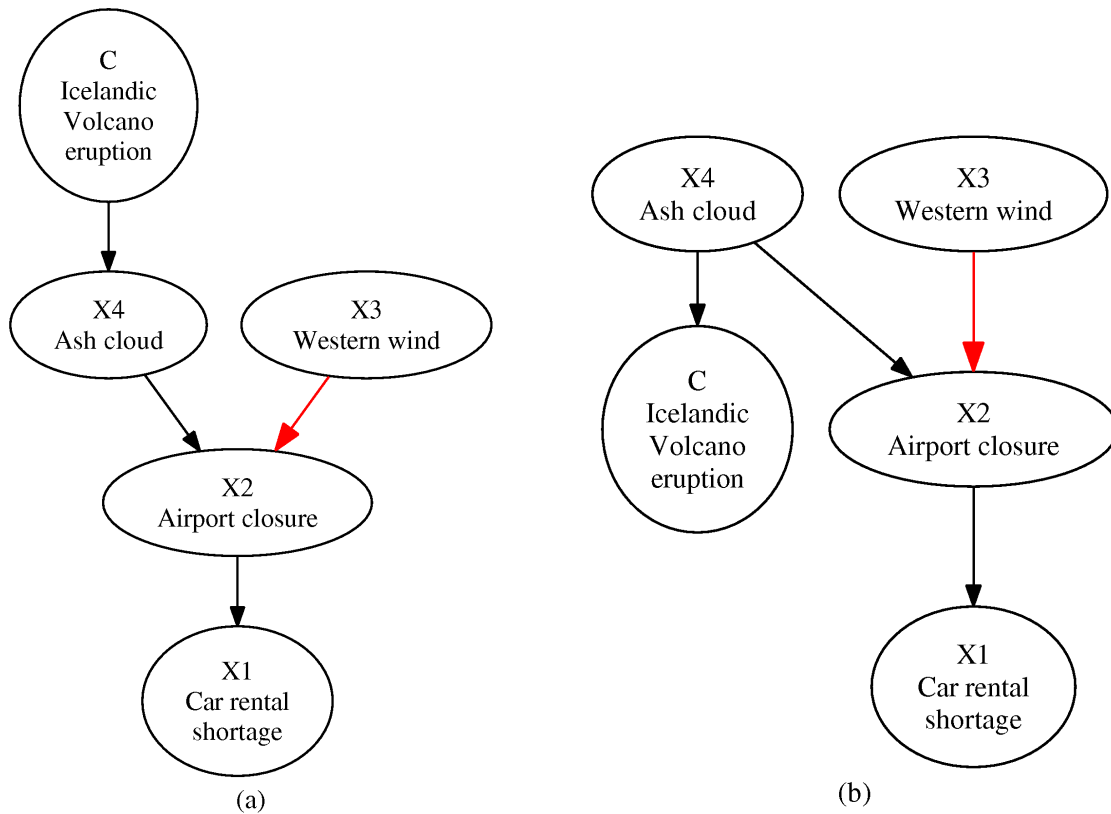 C
Icelandic
Volcano
eruption
X4
Ash cloud
X3
Western wind
X2
Airport closure
X1
Car rental
shortage
(a)
X4
Ash cloud
X3
Western wind
C
Icelandic
Volcano
eruption
X2
Airport closure
X1
Car rental
shortage
(b)